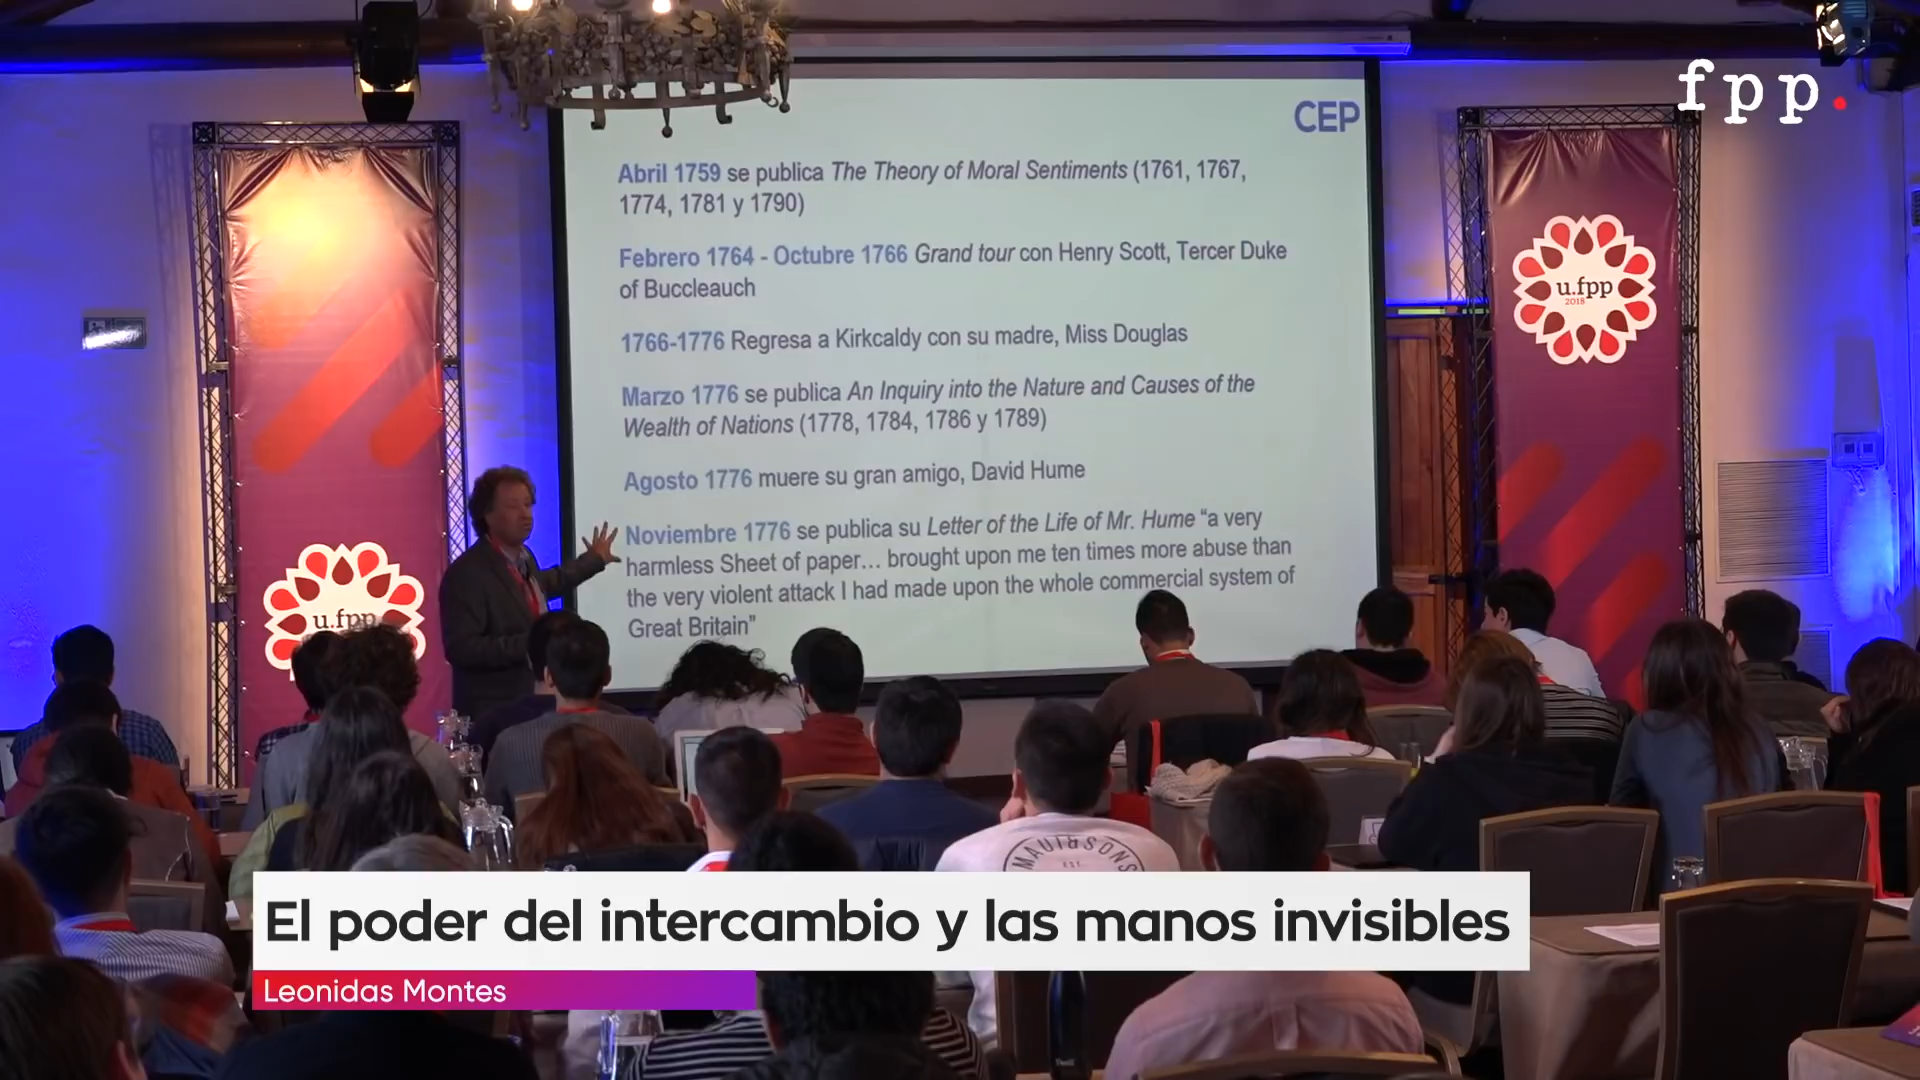 fpp.
CEP
Abril 1759 se publica The Theory of Moral Sentiments (1761, 1767,
1774, 1781 y 1790)
Febrero 1764 - Octubre 1766 Grand tour con Henry Scott, Tercer Duke
of Buccleauch
1766-1776 Regresa a Kirkcaldy con su madre, Miss Douglas
Marzo 1776 se publica An Inquiry into the Nature and Causes of the
Wealth of Nations (1778, 1784, 1786 y 1789)
Agosto 1776 muere su gran amigo, David Hume
Noviembre 1776 se publica su Letter of the Life of Mr. Hume “a very
harmless Sheet of paper… brought upon me ten times more abuse than
the very violent attack I had made upon the whole commercial system of
Great Britain”
u.fpp
2018
u.fpp
MAUI&SONS
EST.
El poder del intercambio y las manos invisibles
Leonidas Montes